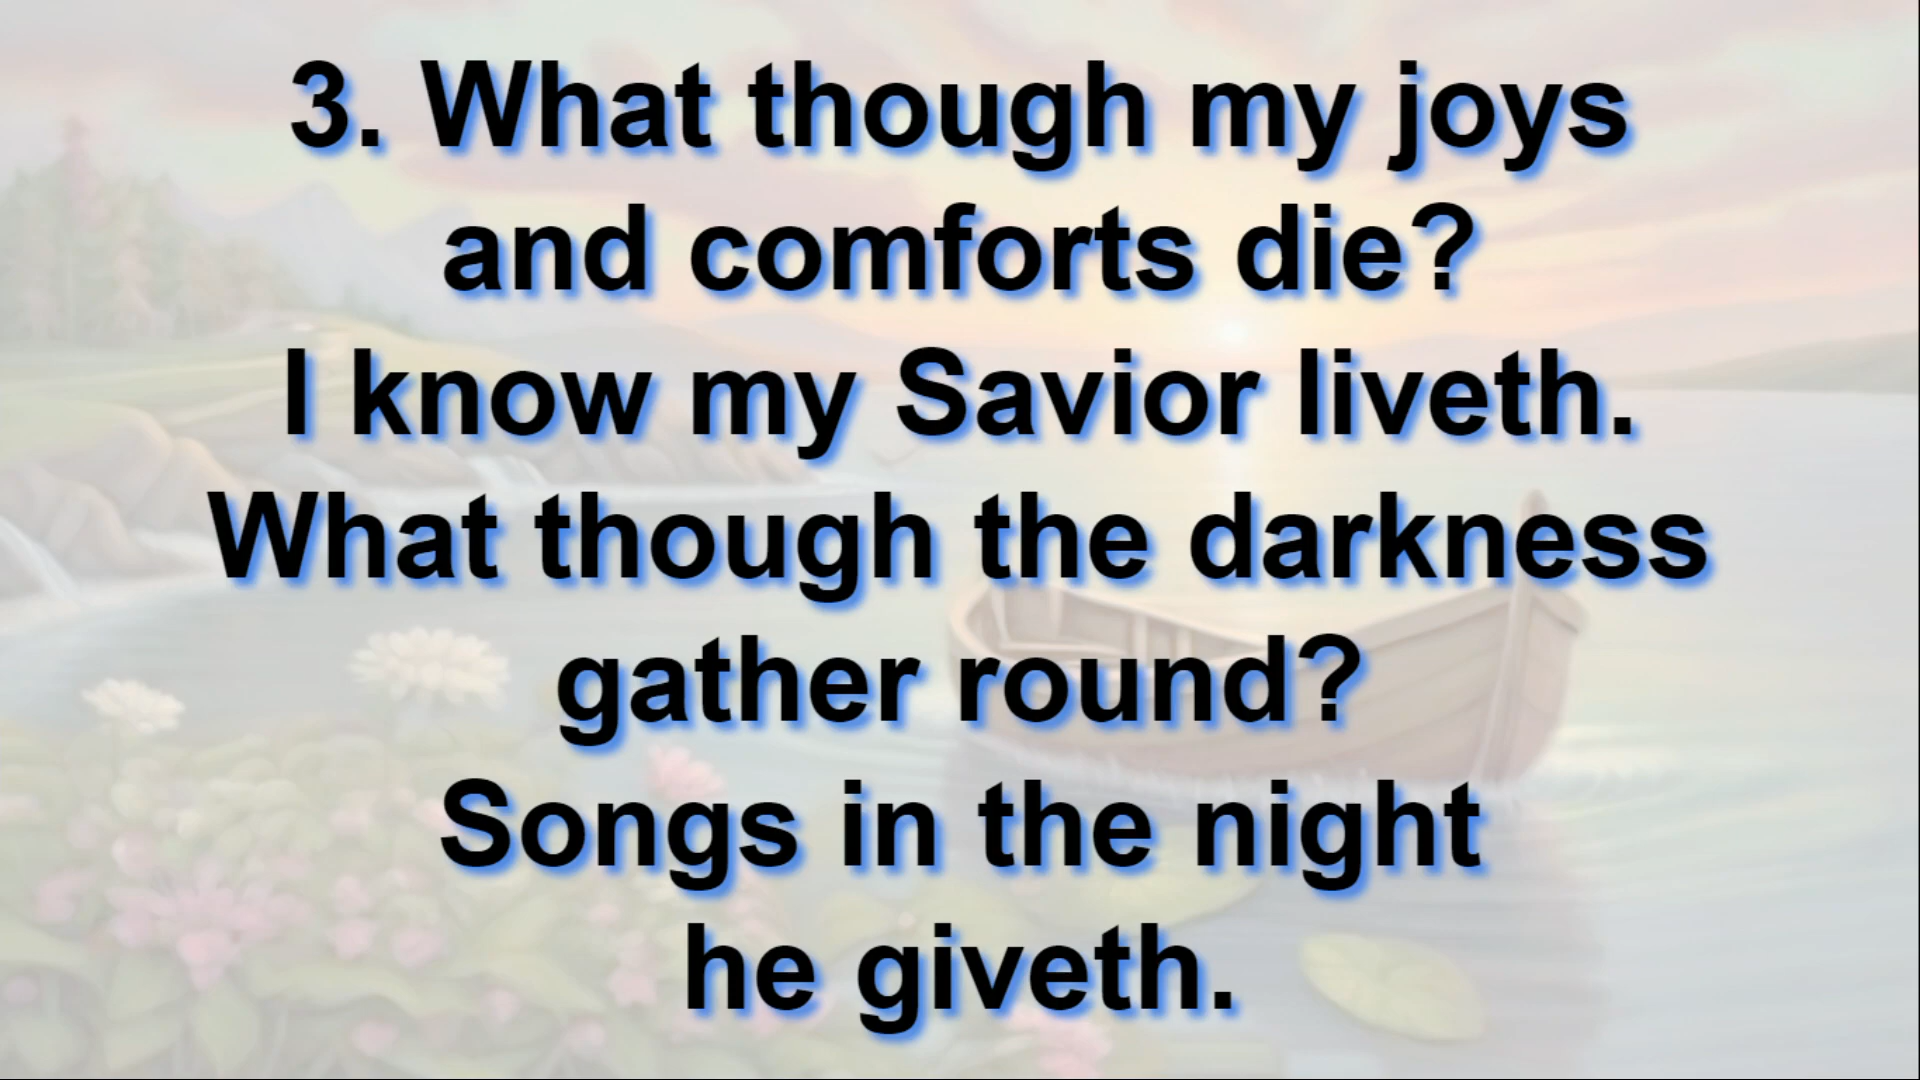 3. What though my joys
and comforts die?
I know my Savior liveth.
What though the darkness
gather round?
Songs in the night
he giveth.